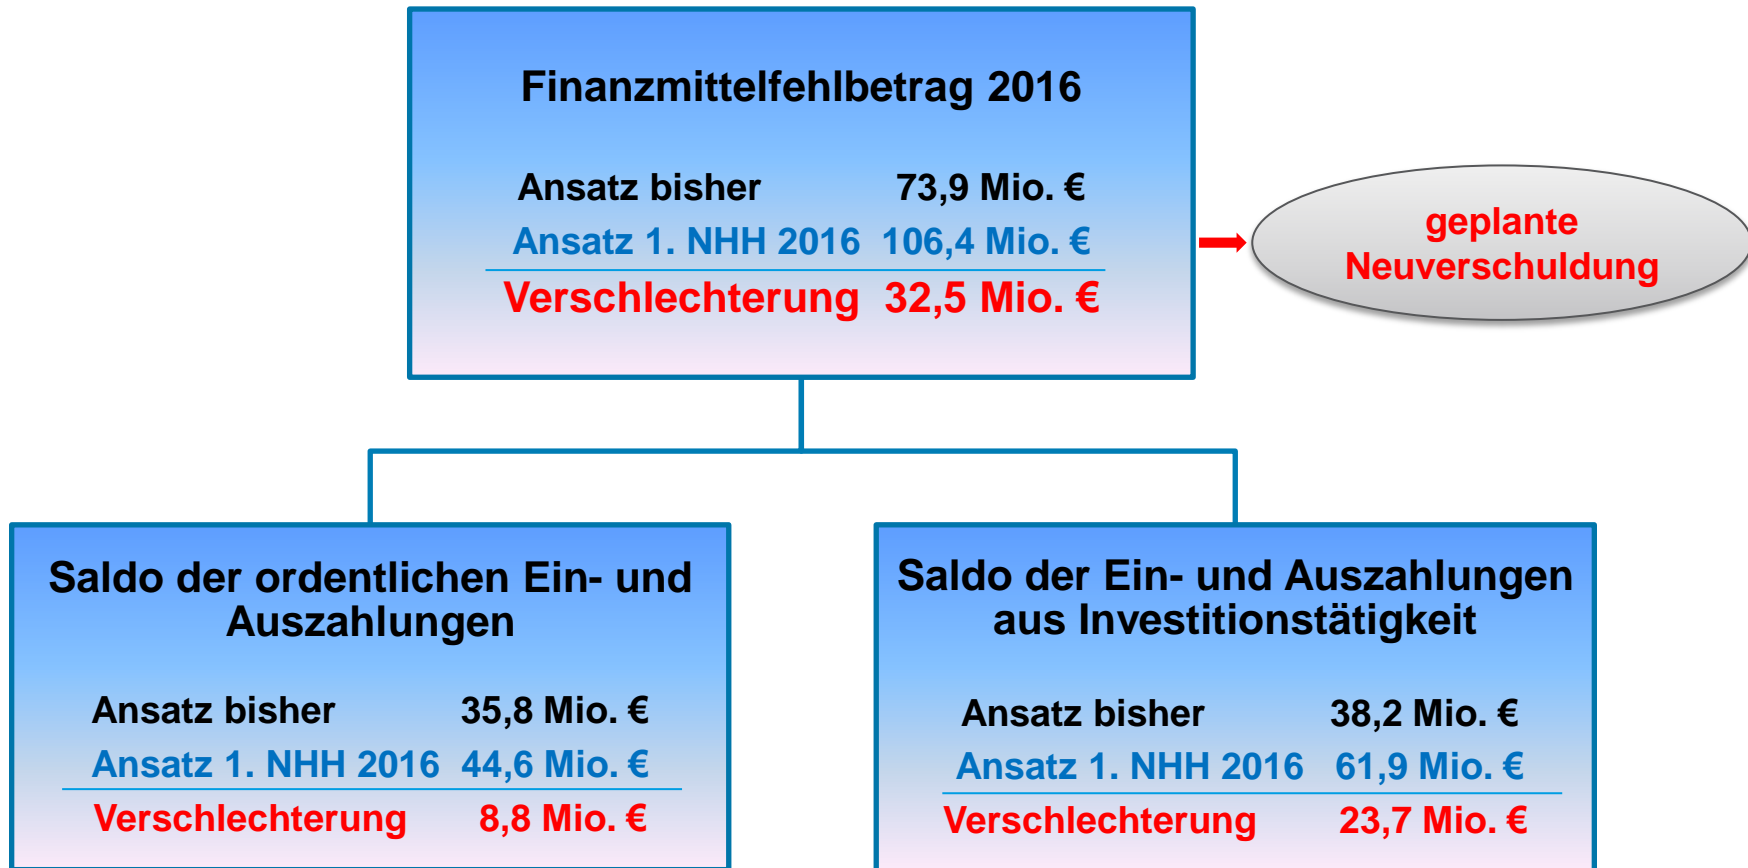 Finanzmittelfehlbetrag 2016
Ansatz bisher 73,9 Mio. €
Ansatz 1. NHH 2016 106,4 Mio. €
Verschlechterung 32,5 Mio. €
geplante
Neuverschuldung
Saldo der ordentlichen Ein- und
Auszahlungen
Ansatz bisher 35,8 Mio. €
Ansatz 1. NHH 2016 44,6 Mio. €
Verschlechterung 8,8 Mio. €
Saldo der Ein- und Auszahlungen
aus Investitionstätigkeit
Ansatz bisher 38,2 Mio. €
Ansatz 1. NHH 2016 61,9 Mio. €
Verschlechterung 23,7 Mio. €